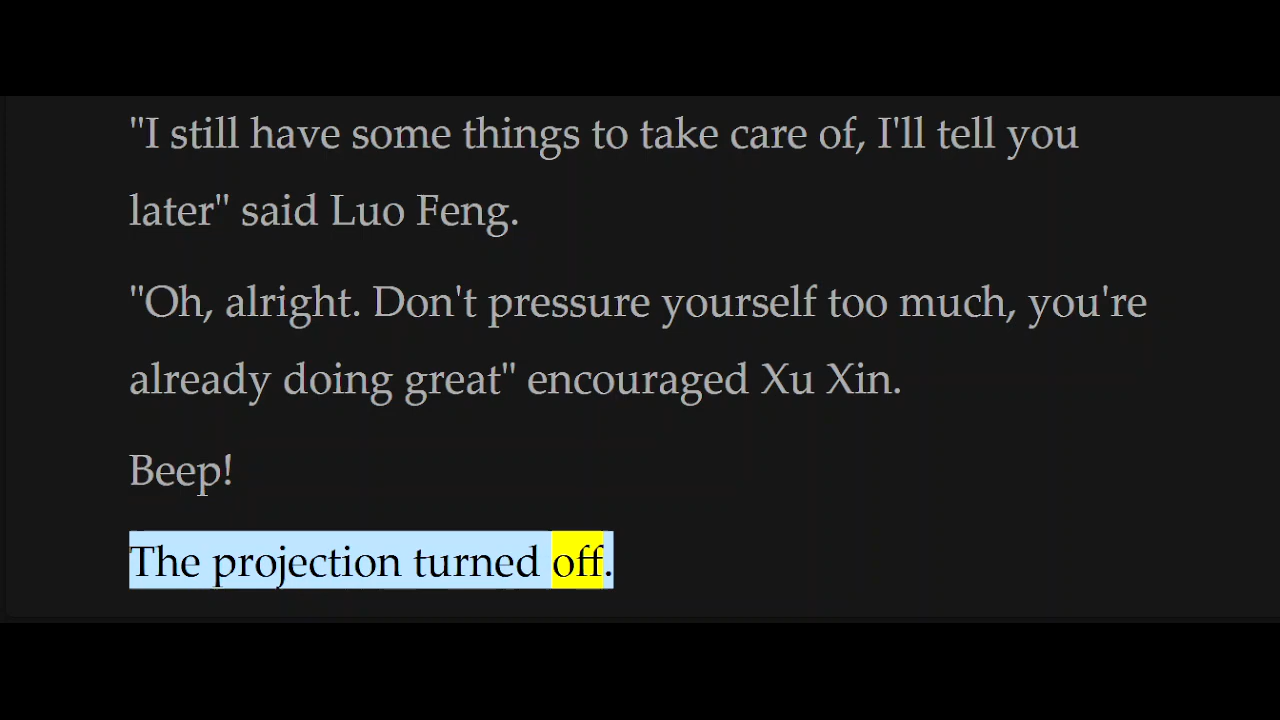 "I still have some things to take care of, I'll tell you
later" said Luo Feng.
"Oh, alright. Don't pressure yourself too much, you're
already doing great" encouraged Xu Xin.
Beep!
The projection turned off.